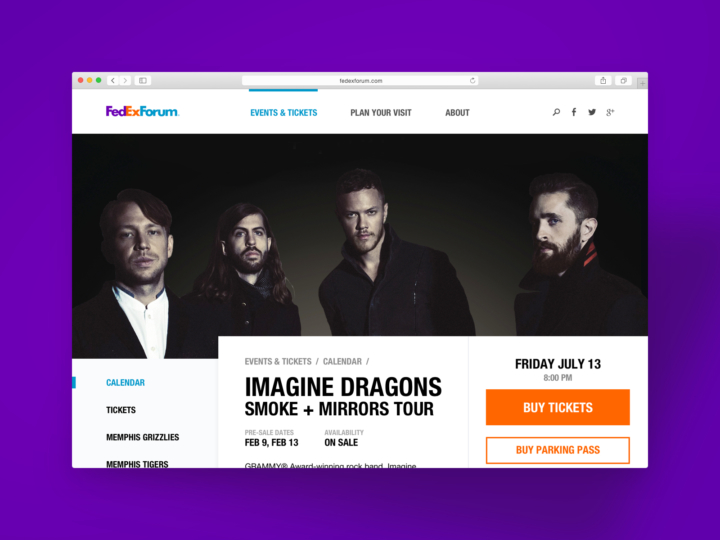 fedexforum.com
FedExForum
EVENTS & TICKETS
PLAN YOUR VISIT
ABOUT
EVENTS & TICKETS / CALENDAR /
IMAGINE DRAGONS
SMOKE + MIRRORS TOUR
PRE-SALE DATES
FEB 9, FEB 13
AVAILABILITY
ON SALE
GRAMMY® Award-winning rock band, Imagine
FRIDAY JULY 13
8:00 PM
BUY TICKETS
BUY PARKING PASS
CALENDAR
TICKETS
MEMPHIS GRIZZLIES
MEMPHIS TIGERS